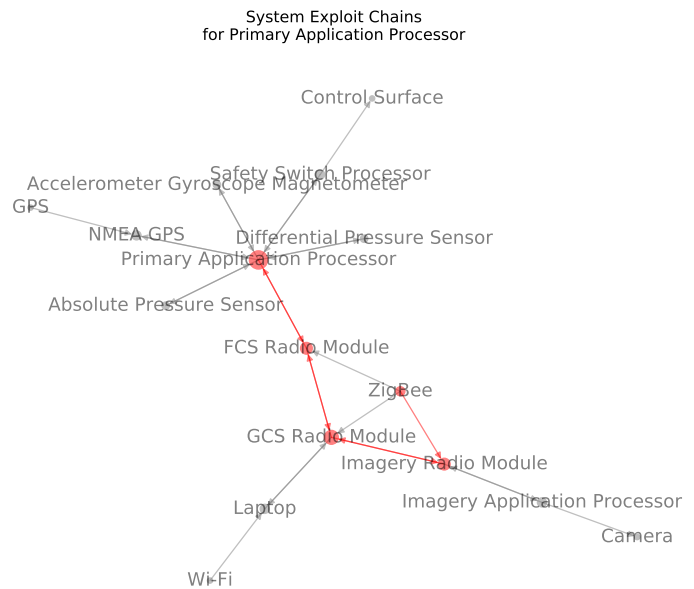 System Exploit Chains
for Primary Application Processor
Control Surface
Safety Switch Processor
Accelerometer Gyroscope Magnetometer
GPS
NMEA GPS
Differential Pressure Sensor
Primary Application Processor
Absolute Pressure Sensor
FCS Radio Module
ZigBee
GCS Radio Module
Imagery Radio Module
Imagery Application Processor
Laptop
Camera
Wi-Fi